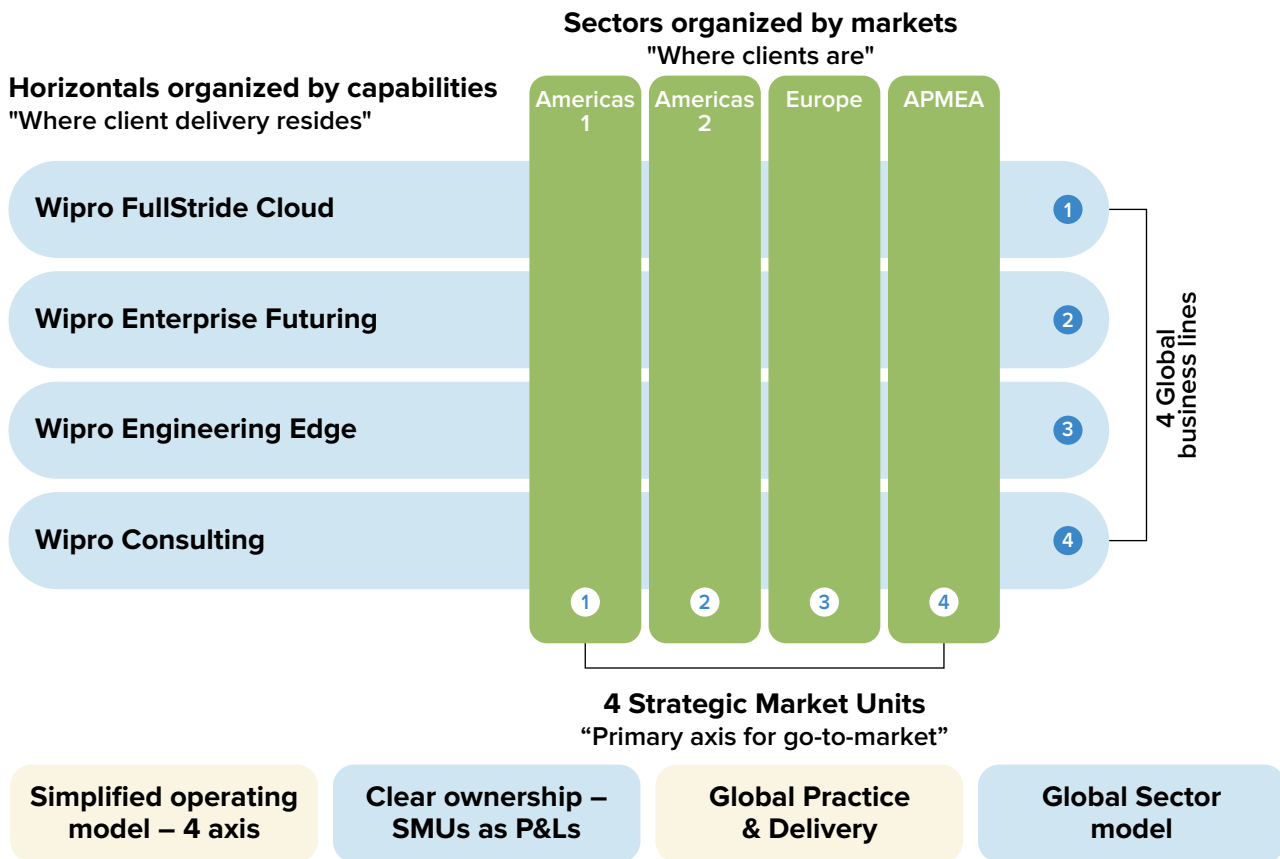 Sectors organized by markets
"Where clients are"
Horizontals organized by capabilities
"Where client delivery resides"
Americas
1
Americas
2
Europe
APMEA
Wipro FullStride Cloud
1
Wipro Enterprise Futuring
2
Wipro Engineering Edge
3
Wipro Consulting
4
4 Global
business lines
1
2
3
4
4 Strategic Market Units
“Primary axis for go-to-market”
Simplified operating
model – 4 axis
Clear ownership –
SMUs as P&Ls
Global Practice
& Delivery
Global Sector
model